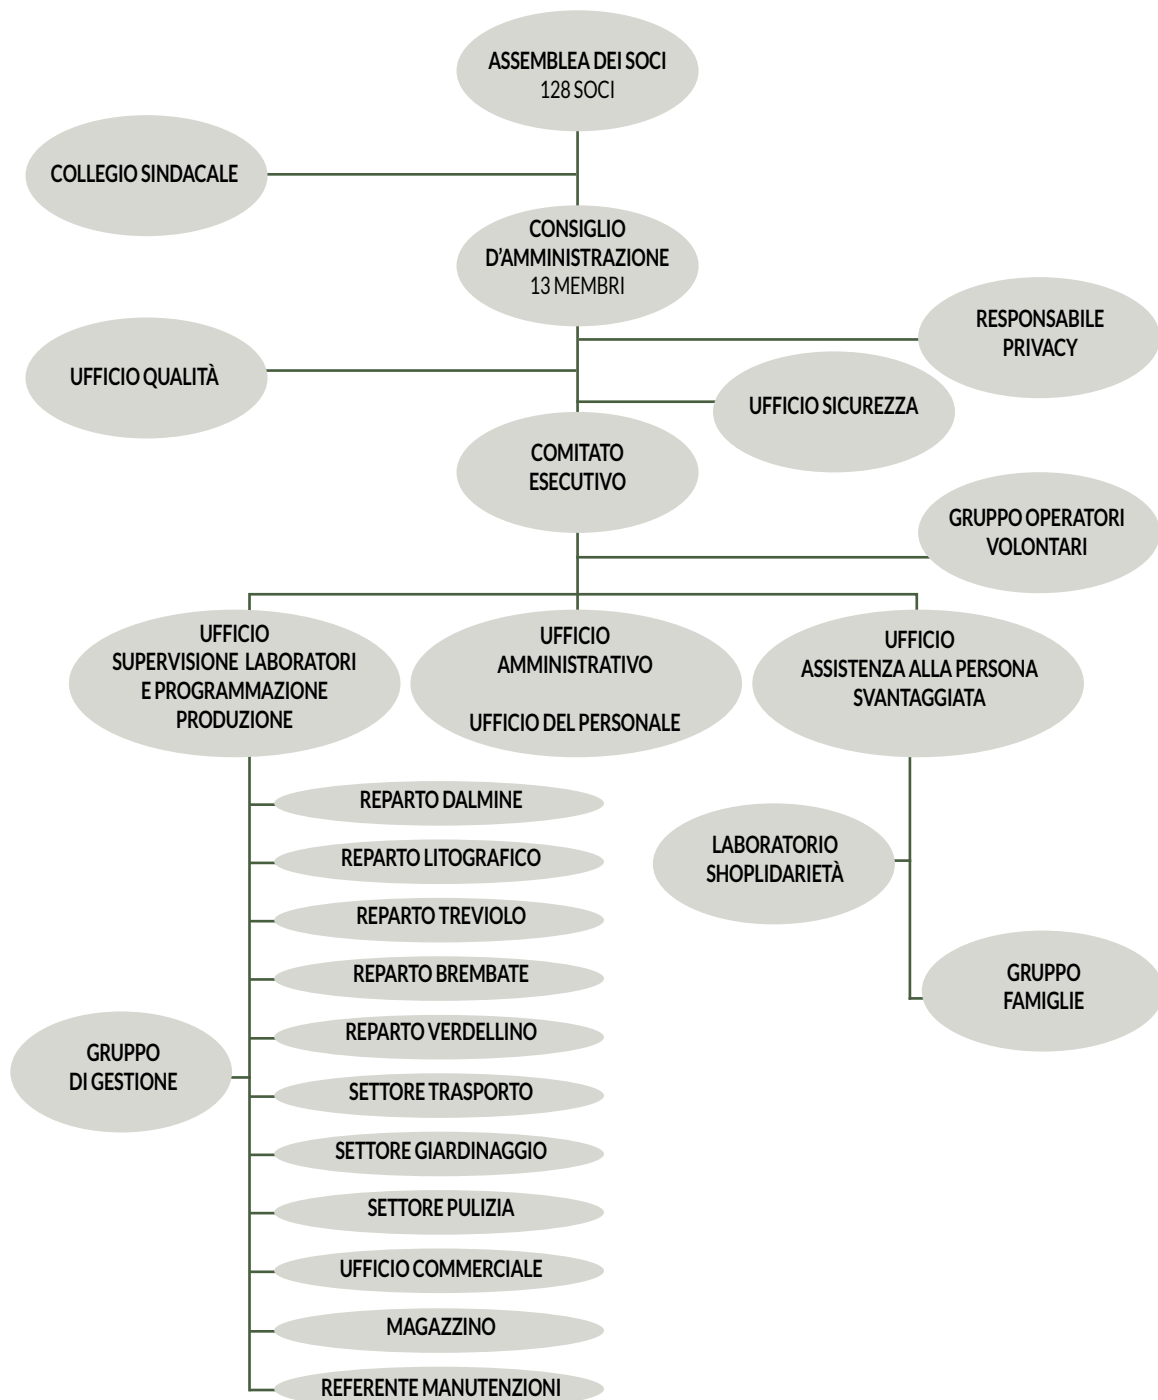 ASSEMBLEA DEI SOCI
128 SOCI
COLLEGIO SINDACALE
CONSIGLIO
D'AMMINISTRAZIONE
13 MEMBRI
RESPONSABILE
PRIVACY
UFFICIO QUALITÀ
UFFICIO SICUREZZA
COMITATO
ESECUTIVO
GRUPPO OPERATORI
VOLONTARI
UFFICIO
SUPERVISIONE LABORATORI
E PROGRAMMAZIONE
PRODUZIONE
UFFICIO
AMMINISTRATIVO
UFFICIO DEL PERSONALE
UFFICIO
ASSISTENZA ALLA PERSONA
SVANTAGGIATA
REPARTO DALMINE
REPARTO LITOGRAFICO
REPARTO TREVIOLO
REPARTO BREMBATE
REPARTO VERDELLINO
SETTORE TRASPORTO
SETTORE GIARDINAGGIO
SETTORE PULIZIA
UFFICIO COMMERCIALE
MAGAZZINO
REFERENTE MANUTENZIONI
GRUPPO
DI GESTIONE
LABORATORIO
SHOPLIDARIETÀ
GRUPPO
FAMIGLIE